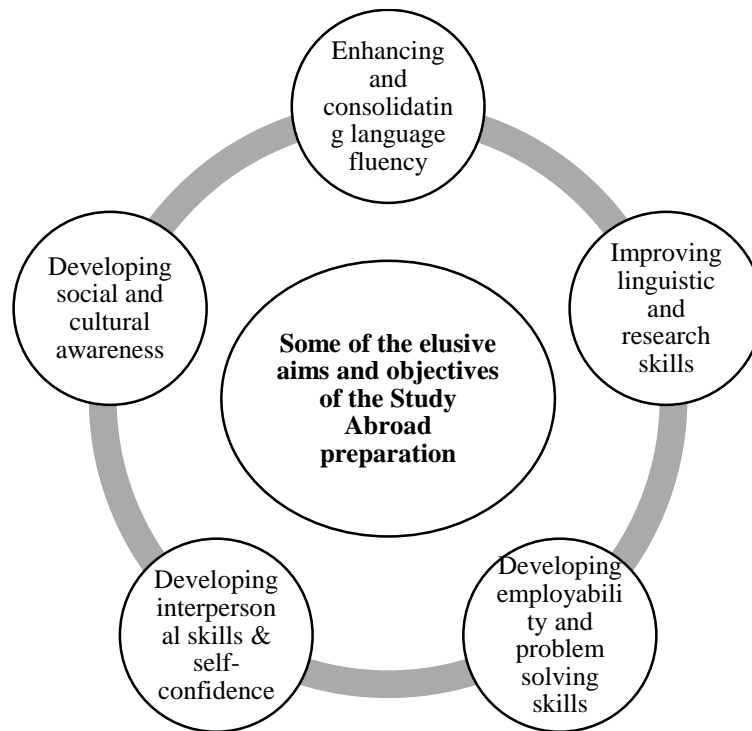 Enhancing
and
consolidatin
g language
fluency
Improving
linguistic
and
research
skills
Developing
employabili
ty and
problem
solving
skills
Developing
interperson
al skills &
self-
confidence
Developing
social and
cultural
awareness
Some of the elusive
aims and objectives
of the Study
Abroad
preparation